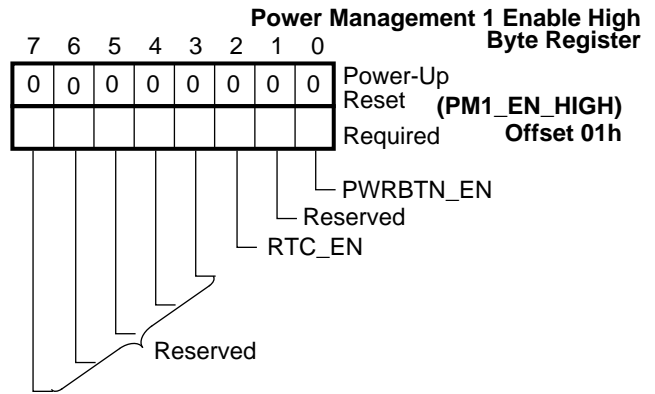 Power Management 1 Enable High
Byte Register
7 6 5 4 3 2 1 0
0 0 0 0 0 0 0 0 Power-Up
Reset (PM1_EN_HIGH)
Required Offset 01h
PWRBTN_EN
Reserved
RTC_EN
Reserved